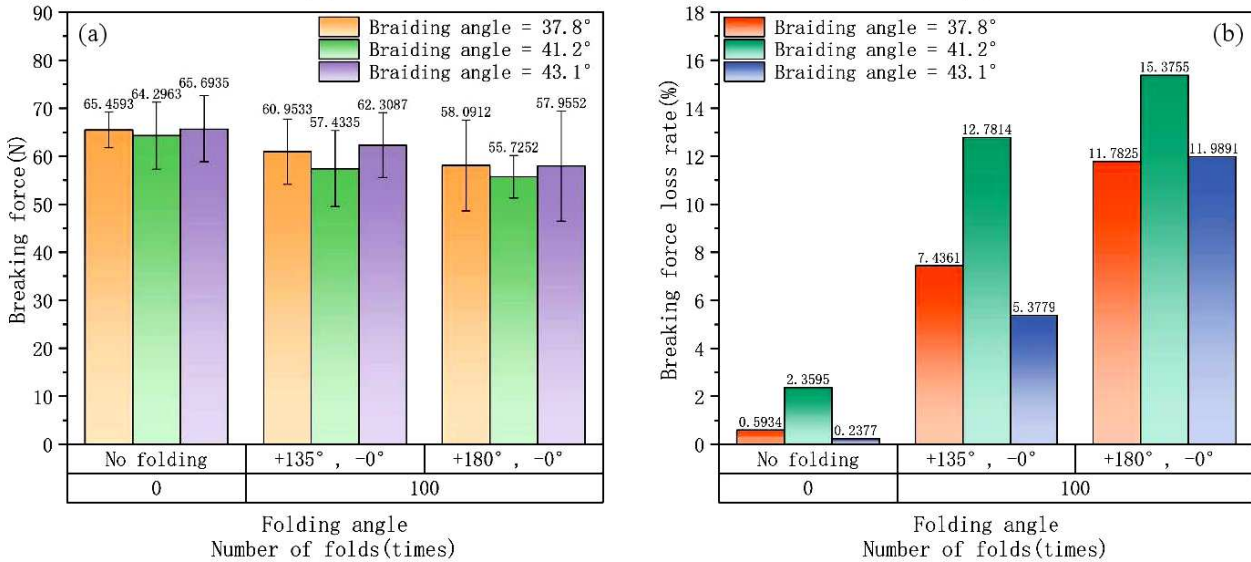 (a)
Braiding angle = 37.8°
Braiding angle = 41.2°
Braiding angle = 43.1°
Breaking force(N)
90
80
70
60
50
40
30
20
10
0
65.4593
64.2963
65.6935
60.9533
57.4335
62.3087
58.0912
55.7252
57.9552
No folding
+135° , -0°
+180° , -0°
0
100
Folding angle
Number of folds(times)
(b)
Braiding angle = 37.8°
Braiding angle = 41.2°
Braiding angle = 43.1°
Breaking force loss rate(%)
18
16
14
12
10
8
6
4
2
0
0.5934
2.3595
0.2377
7.4361
12.7814
5.3779
11.7825
15.3755
11.9891
No folding
+135° , -0°
+180° , -0°
0
100
Folding angle
Number of folds(times)